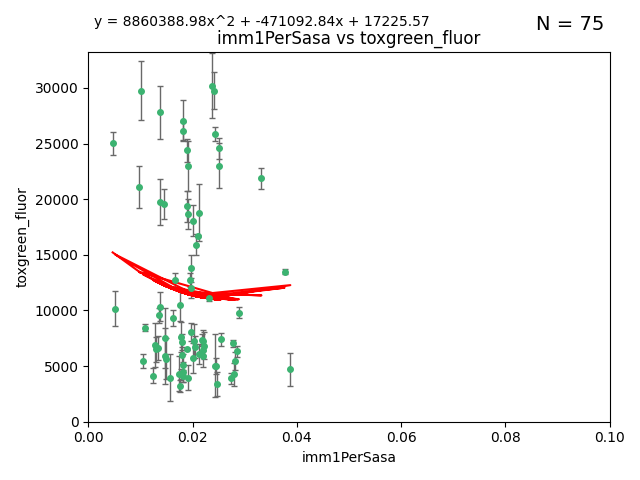 y = 8860388.98x^2 + -471092.84x + 17225.57
N = 75
imm1PerSasa vs toxgreen_fluor
30000
25000
20000
15000
10000
5000
0
toxgreen_fluor
0.00 0.02 0.04 0.06 0.08 0.10
imm1PerSasa